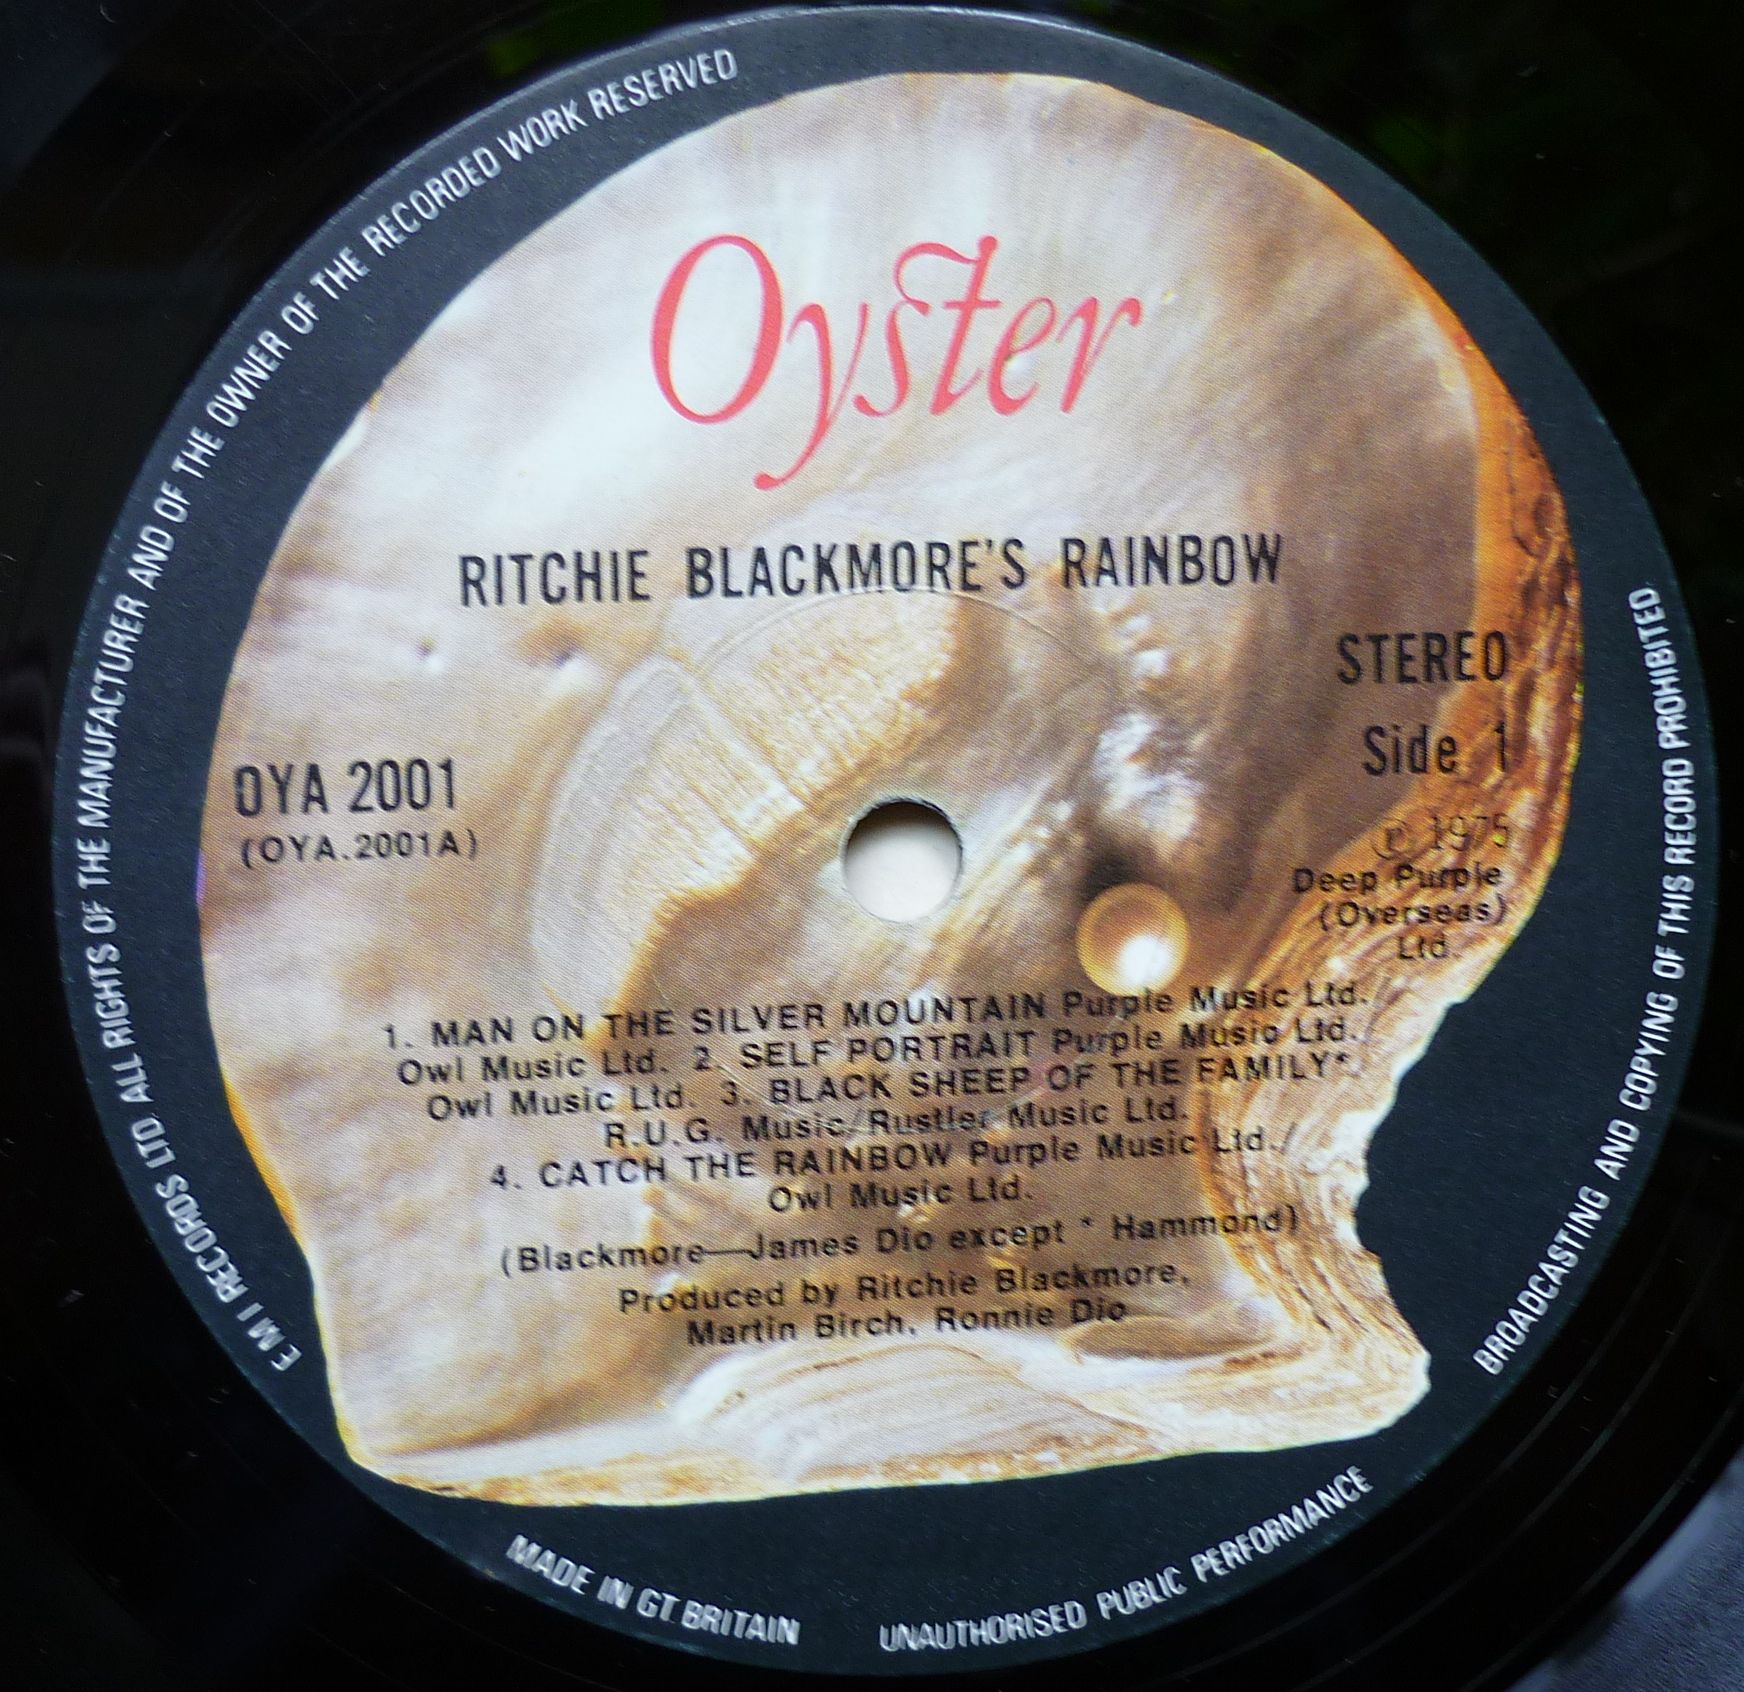 E M I RECORDS LTD. ALL RIGHTS OF THE MANUFACTURER AND OF THE OWNER OF THE RECORDED WORK RESERVED
Oyster
RITCHIE BLACKMORE'S RAINBOW
STEREO
Side 1
OYA 2001
(OYA.2001A)
Ⓟ 1975
Deep Purple
(Overseas)
Ltd.
1. MAN ON THE SILVER MOUNTAIN Purple Music Ltd./
Owl Music Ltd. 2. SELF PORTRAIT Purple Music Ltd./
Owl Music Ltd. 3. BLACK SHEEP OF THE FAMILY*
R.U.G. Music/Rustler Music Ltd.
4. CATCH THE RAINBOW Purple Music Ltd./
Owl Music Ltd.
(Blackmore—James Dio except * Hammond)
Produced by Ritchie Blackmore,
Martin Birch, Ronnie Dio
BROADCASTING AND COPYING OF THIS RECORD PROHIBITED
UNAUTHORISED PUBLIC PERFORMANCE
MADE IN GT. BRITAIN